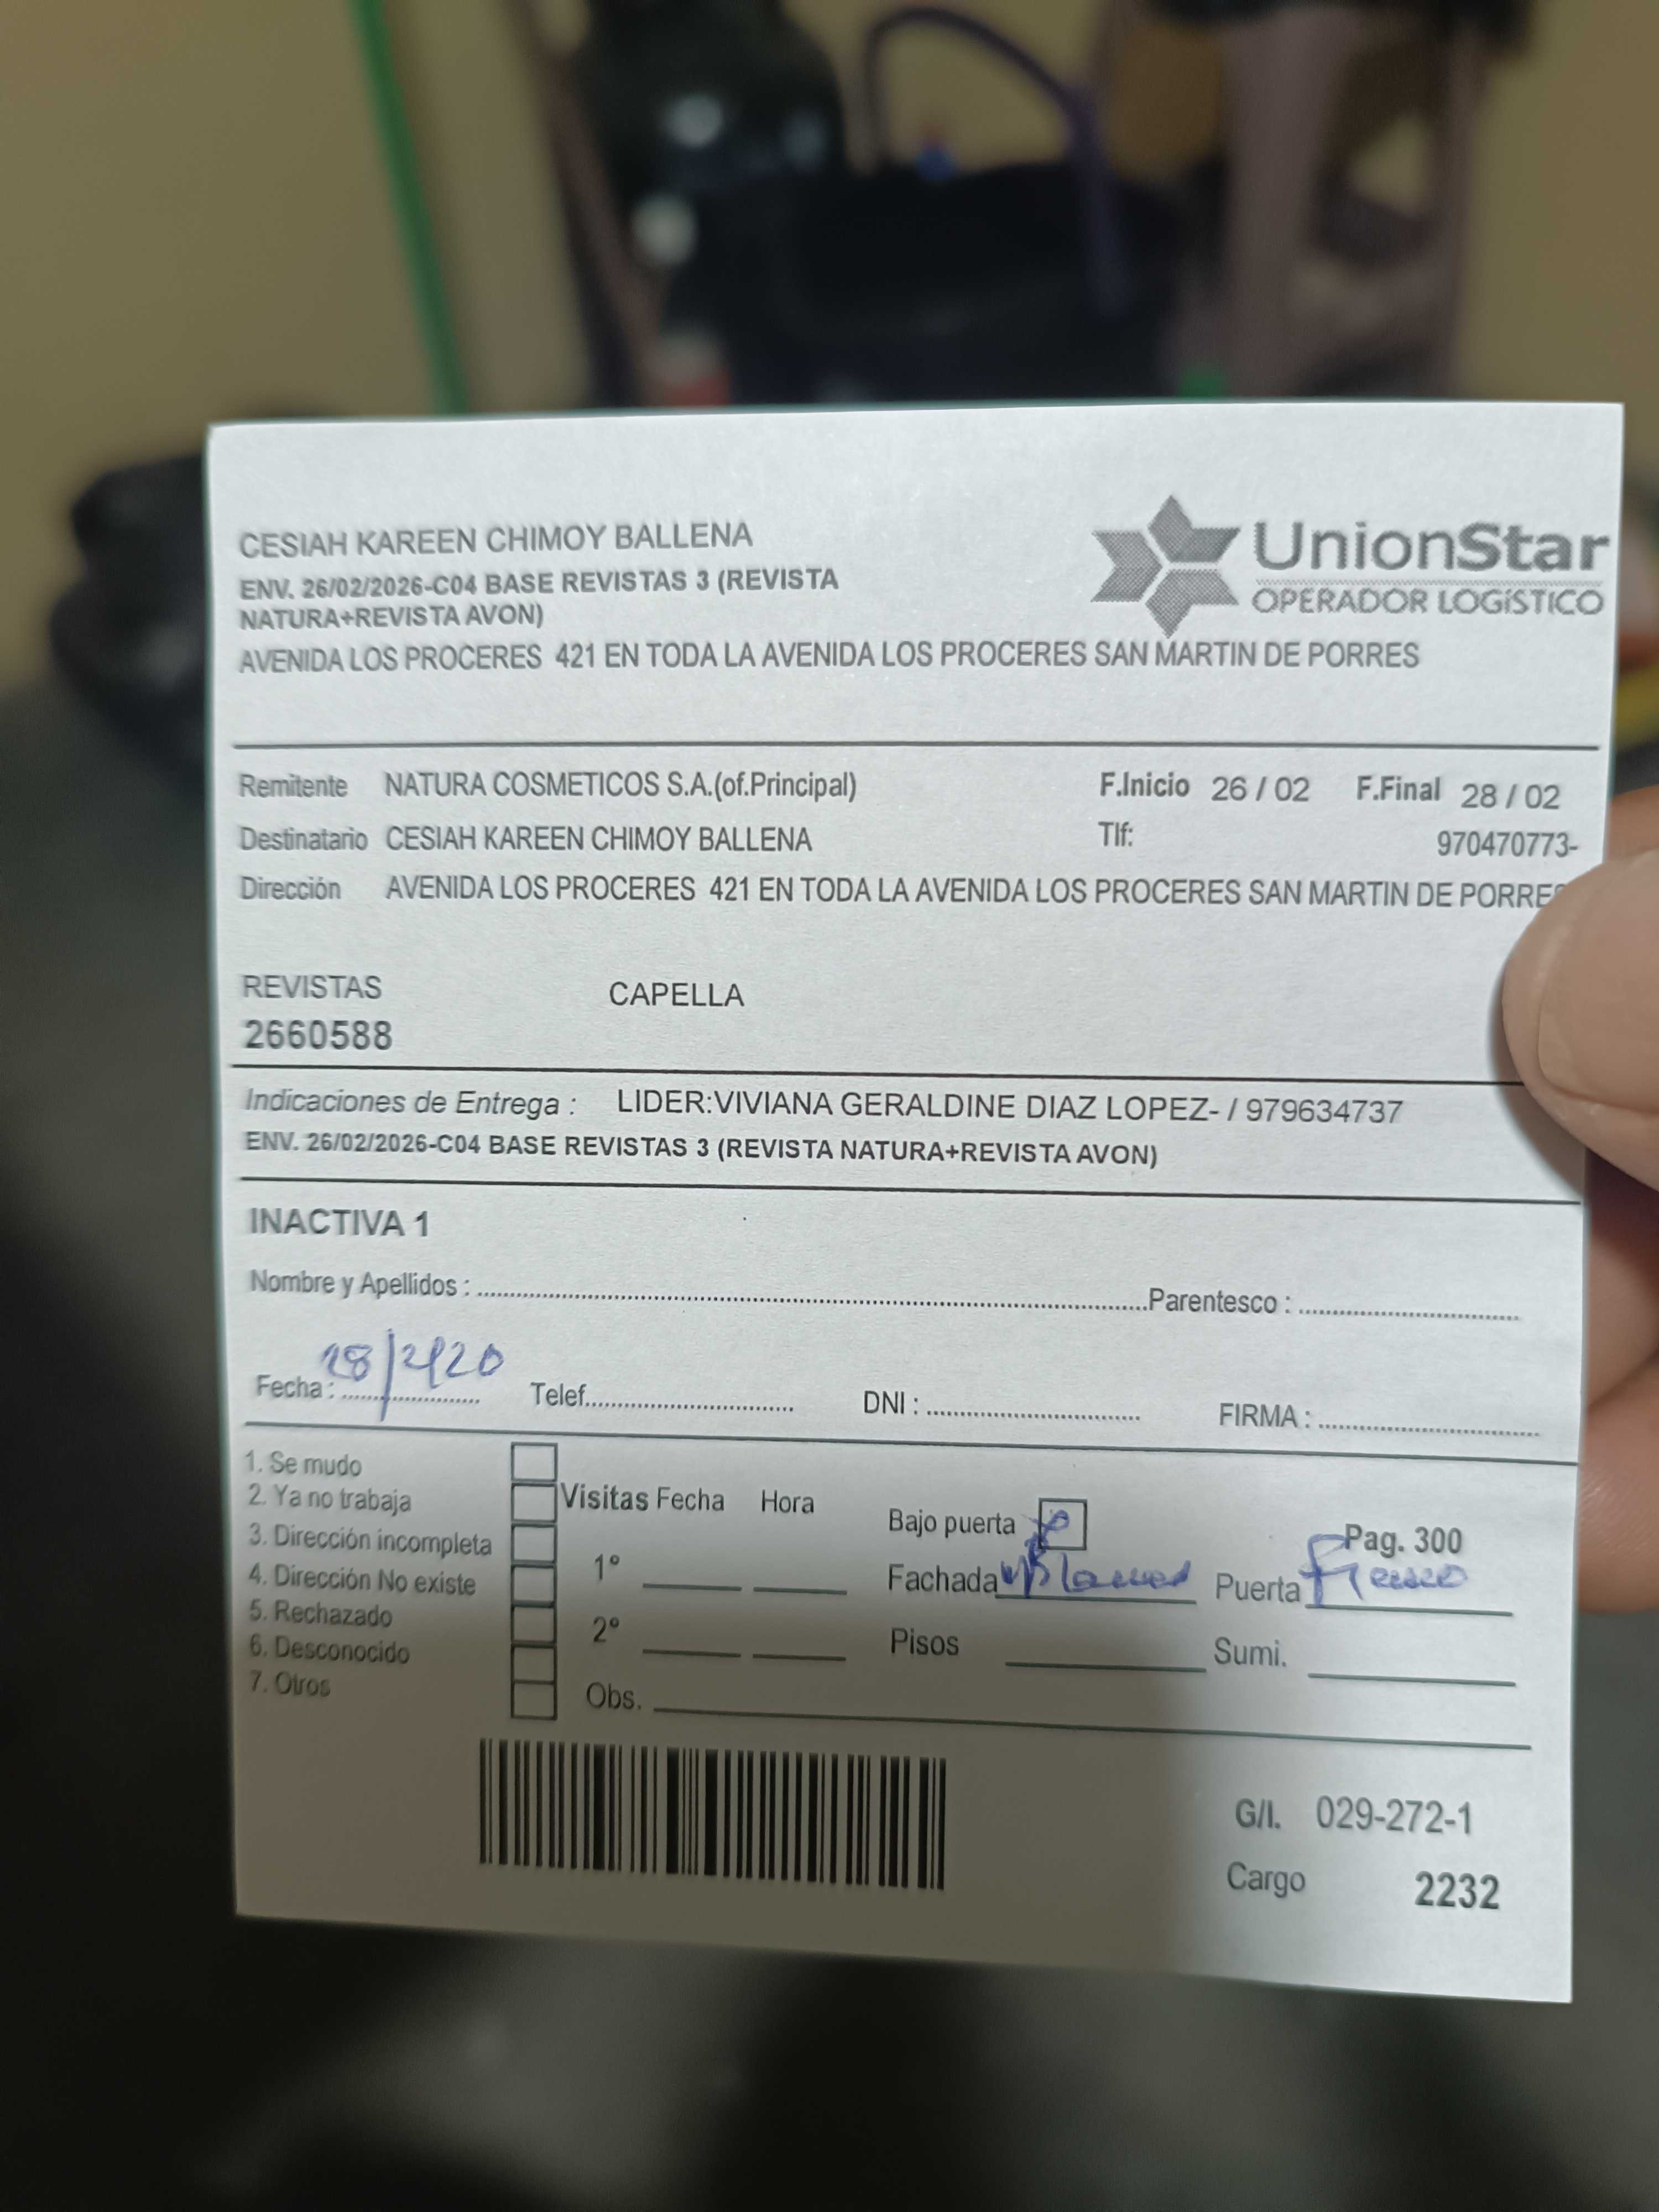 CESIAH KAREEN CHIMOY BALLENA
ENV. 26/02/2026-C04 BASE REVISTAS 3 (REVISTA
NATURA+REVISTA AVON)
UnionStar
OPERADOR LOGíSTICO
AVENIDA LOS PROCERES 421 EN TODA LA AVENIDA LOS PROCERES SAN MARTIN DE PORRES
Remitente NATURA COSMETICOS S.A.(of.Principal) F.Inicio 26 / 02 F.Final 28 / 02
Destinatario CESIAH KAREEN CHIMOY BALLENA Tlf: 970470773-
Dirección AVENIDA LOS PROCERES 421 EN TODA LA AVENIDA LOS PROCERES SAN MARTIN DE PORRE
REVISTAS CAPELLA
2660588
Indicaciones de Entrega : LIDER:VIVIANA GERALDINE DIAZ LOPEZ- / 979634737
ENV. 26/02/2026-C04 BASE REVISTAS 3 (REVISTA NATURA+REVISTA AVON)
INACTIVA 1
Nombre y Apellidos : Parentesco :
Fecha : 28/2/20 Telef. DNI : FIRMA :
1. Se mudo
2. Ya no trabaja Visitas Fecha Hora Bajo puerta Pag. 300
3. Dirección incompleta
4. Dirección No existe 1° Fachada Puerta
5. Rechazado
6. Desconocido 2° Pisos Sumi.
7. Otros Obs.
G/I. 029-272-1
Cargo 2232